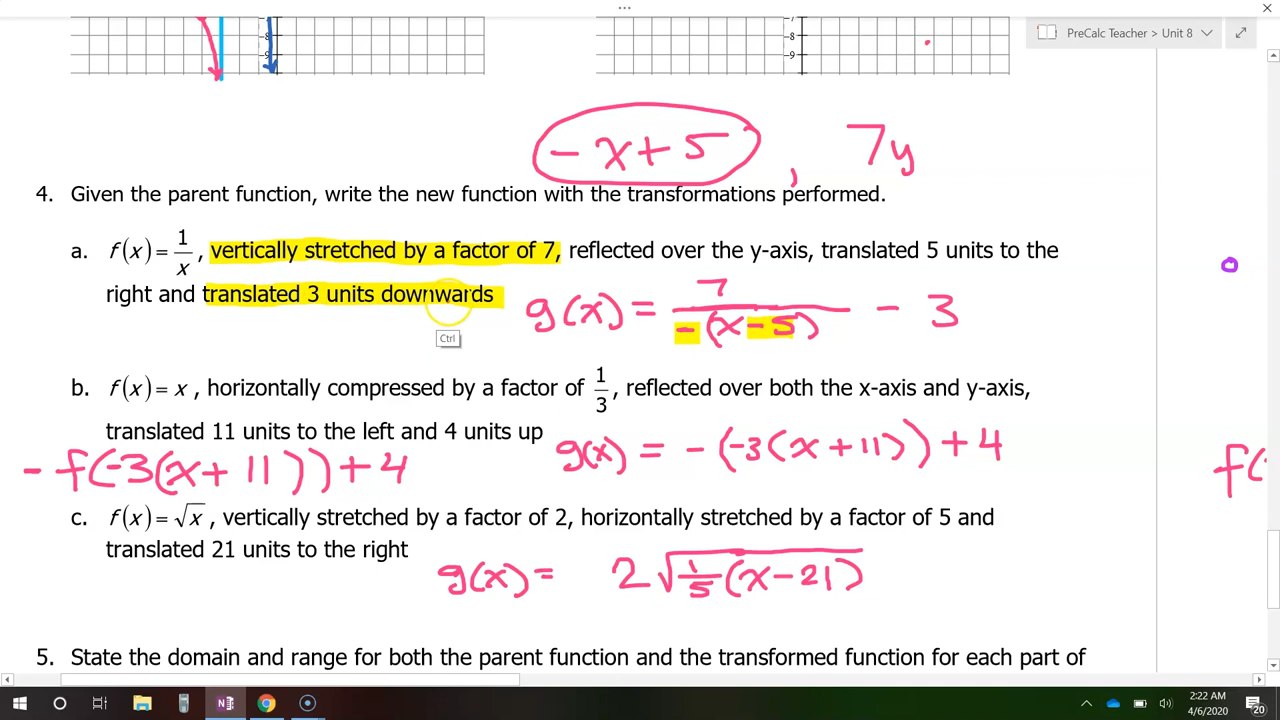 PreCalc Teacher > Unit 8
-8
-9
-7
-8
-9
-x+5, 7y
4. Given the parent function, write the new function with the transformations performed.
a. f(x) = 1/x, vertically stretched by a factor of 7, reflected over the y-axis, translated 5 units to the
right and translated 3 units downwards
g(x) = 7/-(x-5) - 3
Ctrl
b. f(x) = x, horizontally compressed by a factor of 1/3, reflected over both the x-axis and y-axis,
translated 11 units to the left and 4 units up
g(x) = -(-3(x+11))+4
-f(-3(x+11))+4
f(
c. f(x) = √x, vertically stretched by a factor of 2, horizontally stretched by a factor of 5 and
translated 21 units to the right
g(x) = 2√1/5(x-21)
5. State the domain and range for both the parent function and the transformed function for each part of
2:22 AM
4/6/2020
20